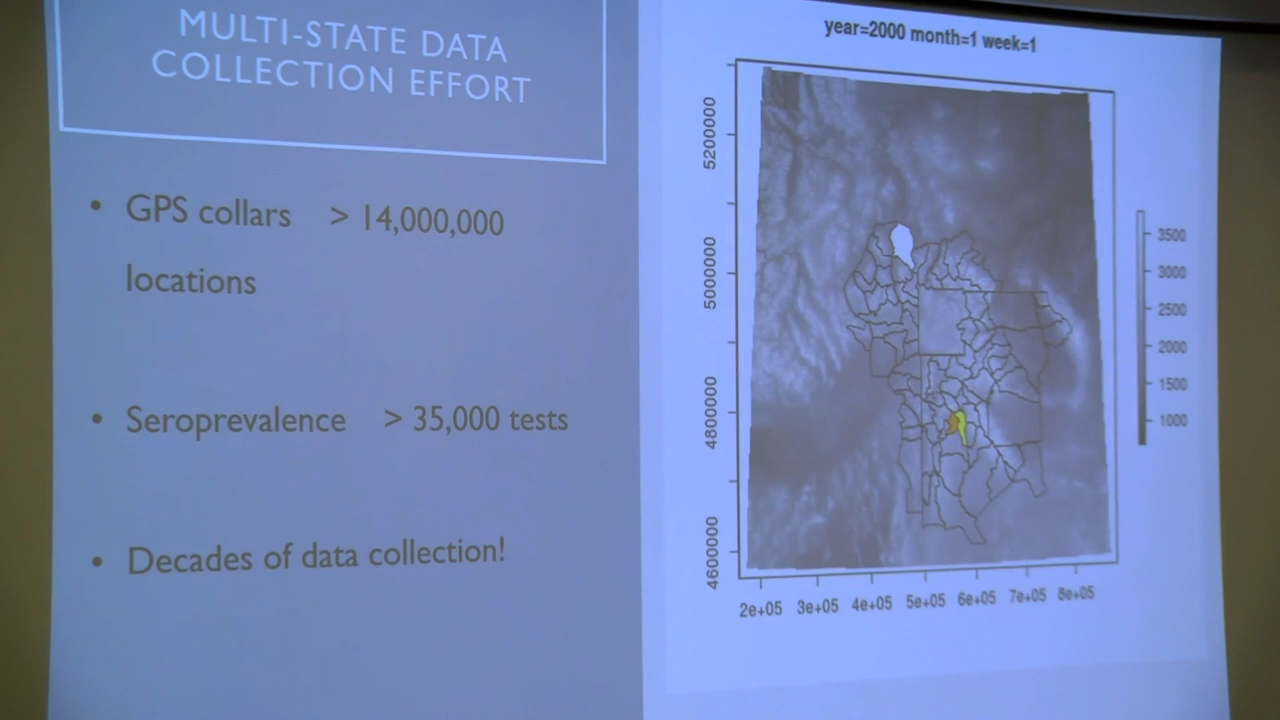 MULTI-STATE DATA
COLLECTION EFFORT
• GPS collars > 14,000,000
locations
• Seroprevalence > 35,000 tests
• Decades of data collection!
year=2000 month=1 week=1
5200000
5000000
4800000
4600000
2e+05 3e+05 4e+05 5e+05 6e+05 7e+05 8e+05
3500
3000
2500
2000
1500
1000